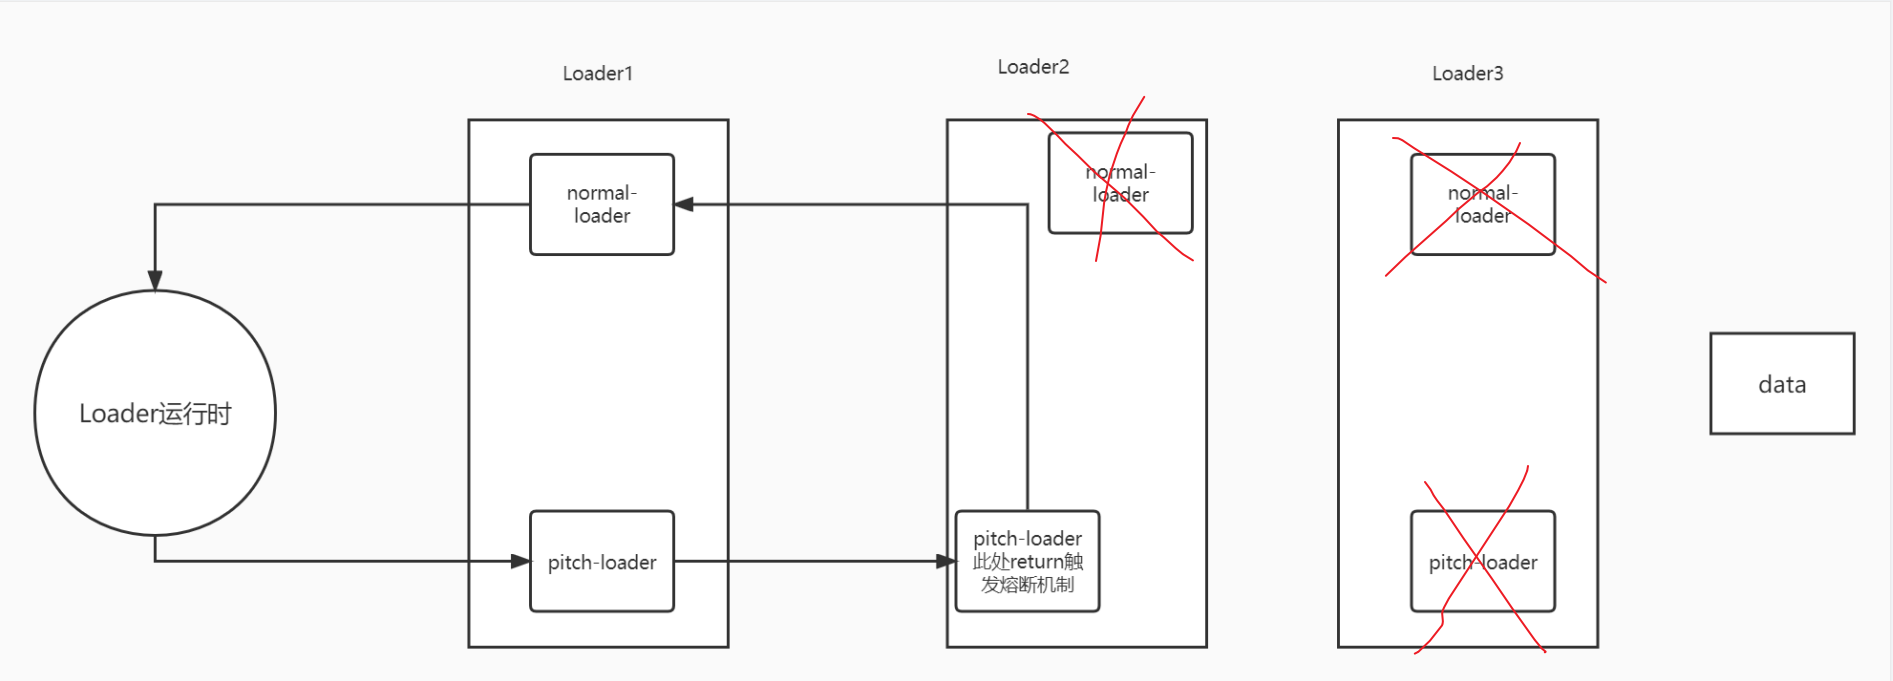 Loader1
Loader2
Loader3
normal-
loader
normal-
loader
normal-
loader
Loader运行时
data
pitch-loader
pitch-loader
此处return触
发熔断机制
pitch-loader